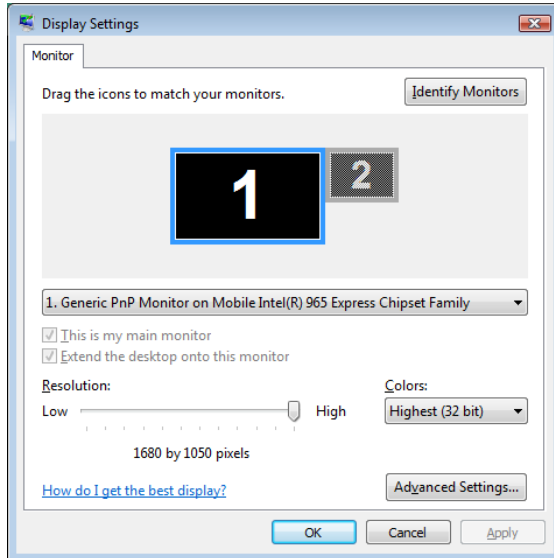 Display Settings
Monitor
Drag the icons to match your monitors.
Identify Monitors
1
2
1. Generic PnP Monitor on Mobile Intel(R) 965 Express Chipset Family
This is my main monitor
Extend the desktop onto this monitor
Resolution:
Colors:
Low
High
Highest (32 bit)
1680 by 1050 pixels
How do I get the best display?
Advanced Settings...
OK
Cancel
Apply